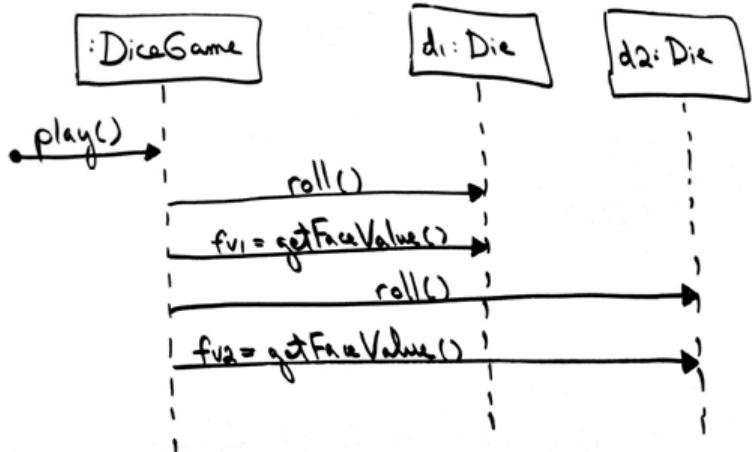 :DiceGame
d1: Die
d2: Die
play()
roll()
fv1 = getFaceValue()
roll()
fv2 = getFaceValue()